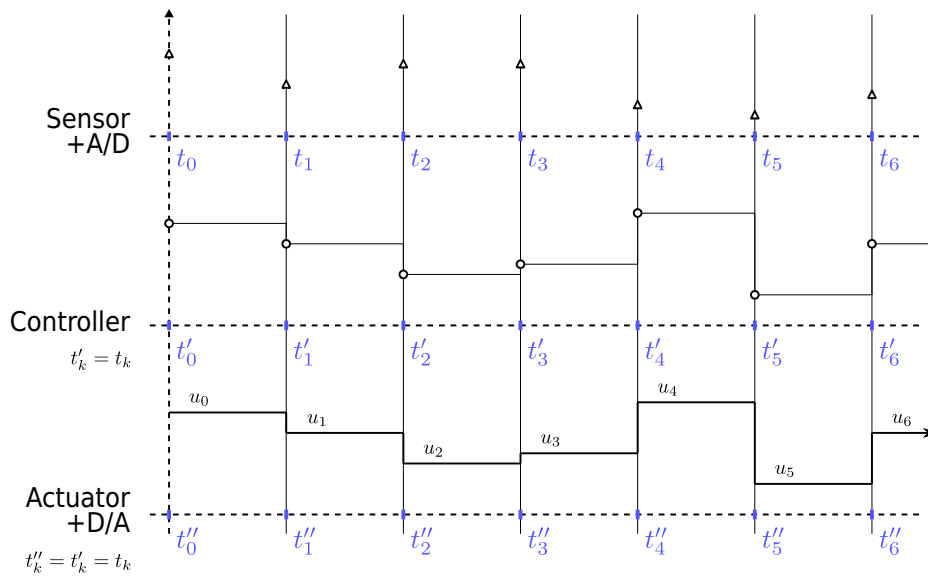 Sensor
+A/D
t₀ t₁ t₂ t₃ t₄ t₅ t₆
Controller
t′ₖ = tₖ
t′₀ t′₁ t′₂ t′₃ t′₄ t′₅ t′₆
u₀ u₁ u₂ u₃ u₄ u₅ u₆
Actuator
+D/A
t″ₖ = t′ₖ = tₖ
t″₀ t″₁ t″₂ t″₃ t″₄ t″₅ t″₆